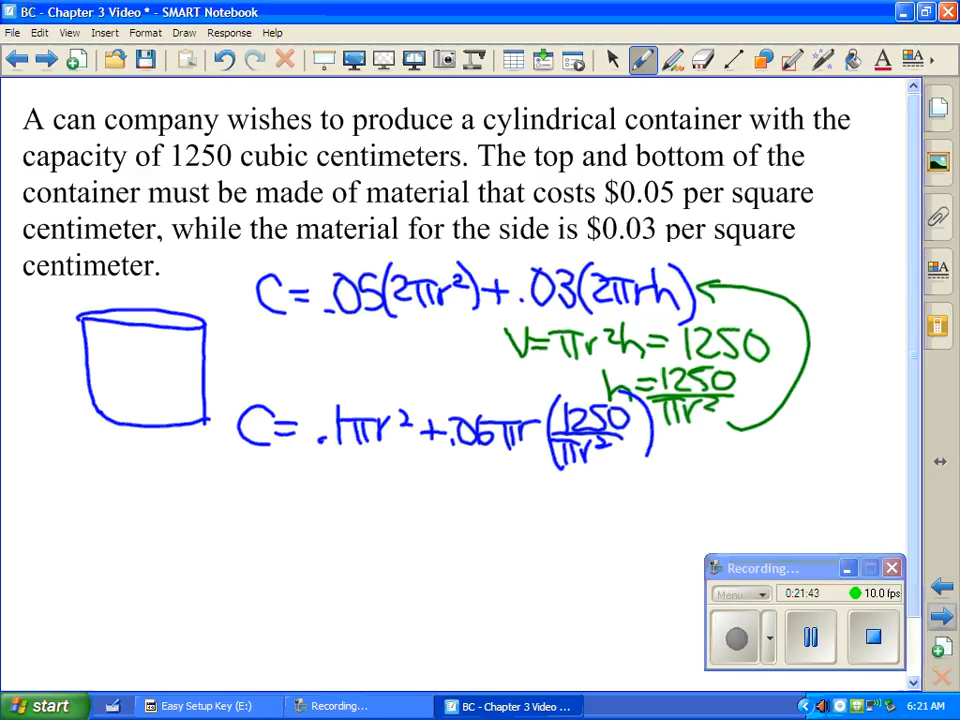 BC - Chapter 3 Video * - SMART Notebook
File Edit View Insert Format Draw Response Help
A can company wishes to produce a cylindrical container with the
capacity of 1250 cubic centimeters. The top and bottom of the
container must be made of material that costs $0.05 per square
centimeter, while the material for the side is $0.03 per square
centimeter.
C = .05(2πr²) + .03(2πrh)
V = πr²h = 1250
h = 1250/πr²
C = .1πr² + .06πr (1250/πr²)
Recording...
Menu 0:21:43 10.0 fps
start Easy Setup Key (E:) Recording... BC - Chapter 3 Video ... 6:21 AM